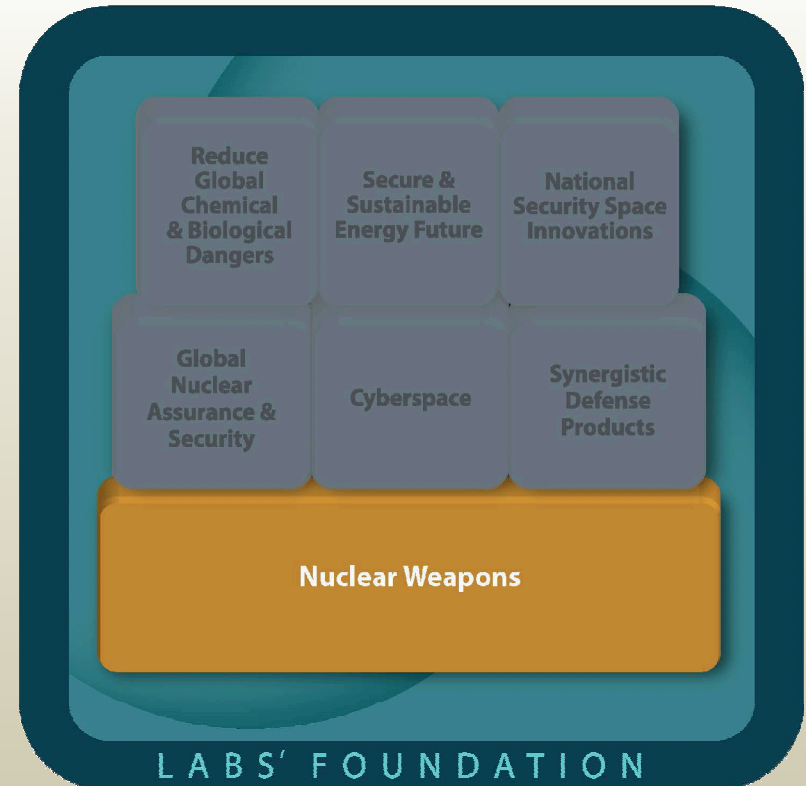 Reduce
Global
Chemical
& Biological
Dangers
Secure &
Sustainable
Energy Future
National
Security Space
Innovations
Global
Nuclear
Assurance &
Security
Cyberspace
Synergistic
Defense
Products
Nuclear Weapons
LABS' FOUNDATION